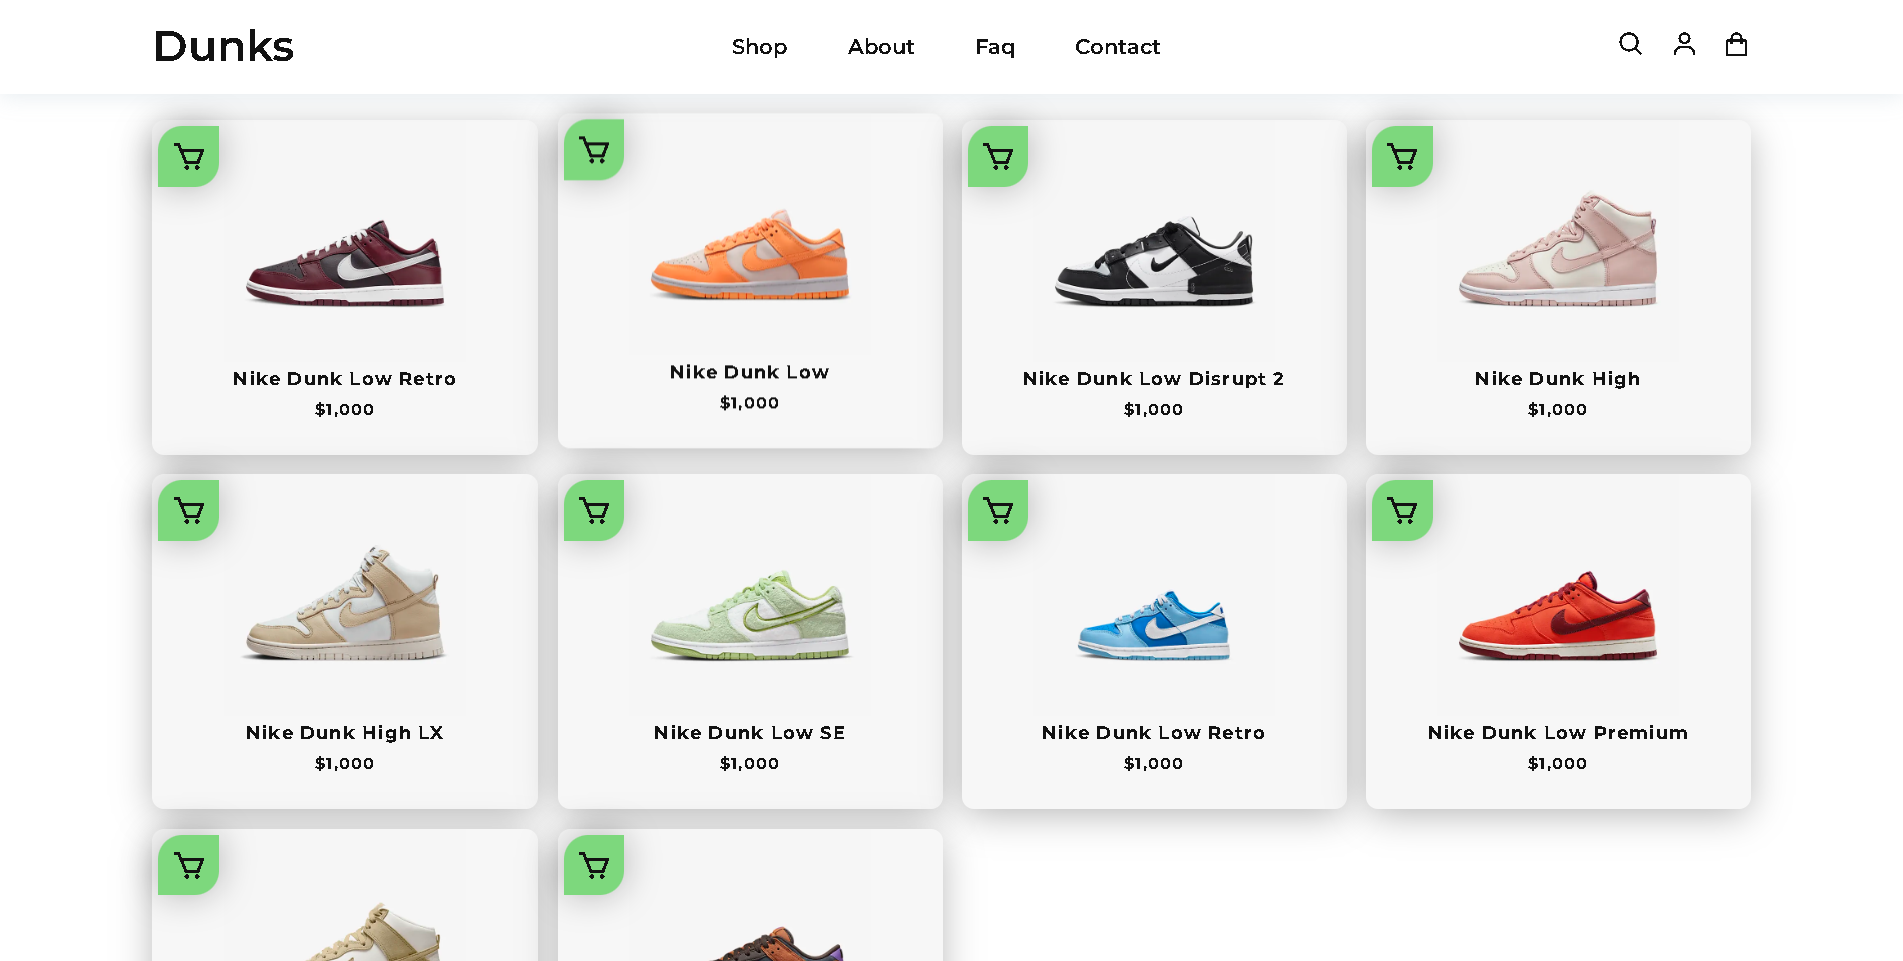 Dunks
Shop
About
Faq
Contact
Nike Dunk Low Retro
$1,000
Nike Dunk Low
$1,000
Nike Dunk Low Disrupt 2
$1,000
Nike Dunk High
$1,000
Nike Dunk High LX
$1,000
Nike Dunk Low SE
$1,000
Nike Dunk Low Retro
$1,000
Nike Dunk Low Premium
$1,000